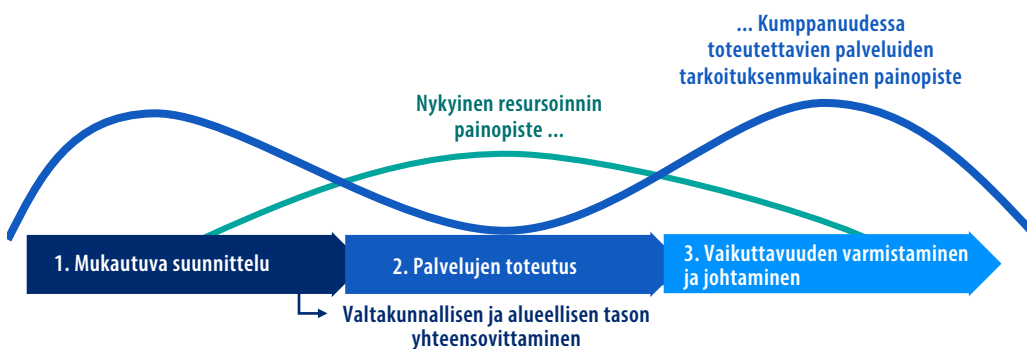 ... Kumppanuudessa
toteutettavien palveluiden
tarkoituksenmukainen painopiste
Nykyinen resursoinnin
painopiste ...
1. Mukautuva suunnittelu
2. Palvelujen toteutus
3. Vaikuttavuuden varmistaminen
ja johtaminen
Valtakunnallisen ja alueellisen tason
yhteensovittaminen